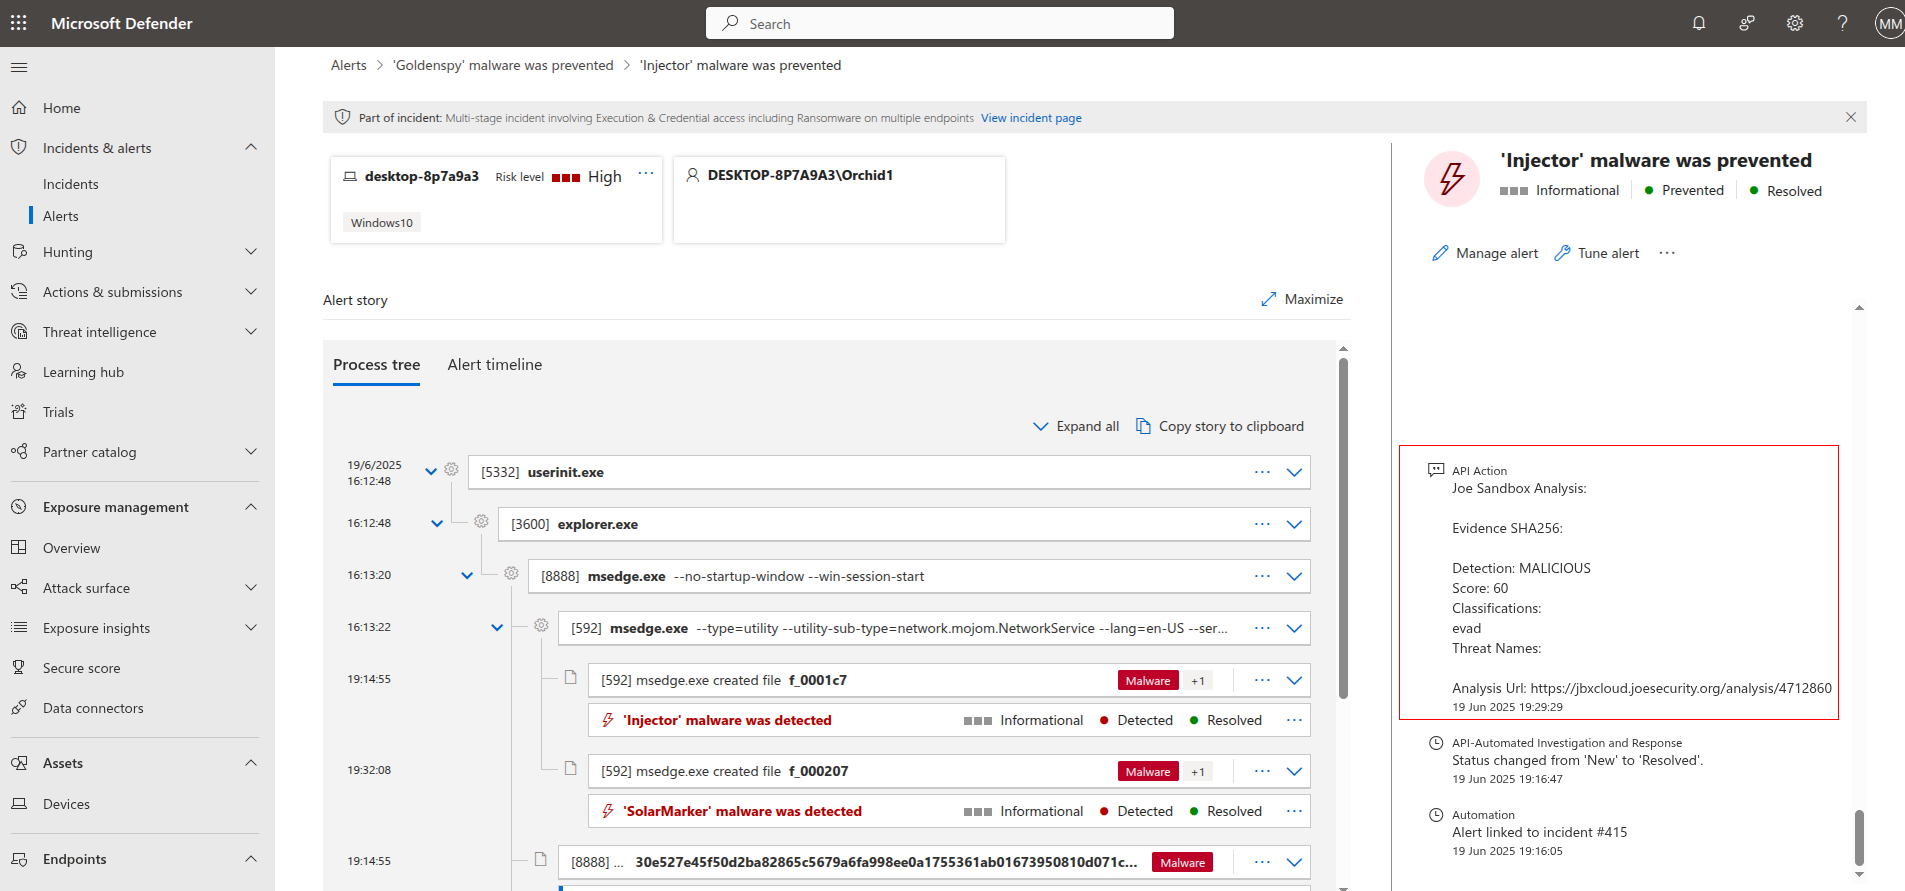 Microsoft Defender
Search
MM
Alerts > 'Goldenspy' malware was prevented > 'Injector' malware was prevented
Home
Incidents & alerts
Incidents
Alerts
Hunting
Actions & submissions
Threat intelligence
Learning hub
Trials
Partner catalog
Exposure management
Overview
Attack surface
Exposure insights
Secure score
Data connectors
Assets
Devices
Endpoints
Part of incident: Multi-stage incident involving Execution & Credential access including Ransomware on multiple endpoints View incident page
desktop-8p7a9a3 Risk level High ...
Windows10
DESKTOP-8P7A9A3\Orchid1
Alert story
Maximize
Process tree
Alert timeline
Expand all
Copy story to clipboard
19/6/2025
16:12:48
[5332] userinit.exe ...
16:12:48
[3600] explorer.exe ...
16:13:20
[8888] msedge.exe --no-startup-window --win-session-start ...
16:13:22
[592] msedge.exe --type=utility --utility-sub-type=network.mojom.NetworkService --lang=en-US --ser... ...
19:14:55
[592] msedge.exe created file f_0001c7 Malware +1 ...
'Injector' malware was detected Informational Detected Resolved ...
19:32:08
[592] msedge.exe created file f_000207 Malware +1 ...
'SolarMarker' malware was detected Informational Detected Resolved ...
19:14:55
[8888] ... 30e527e45f50d2ba82865c5679a6fa998ee0a1755361ab01673950810d071c... Malware ...
'Injector' malware was prevented
Informational Prevented Resolved
Manage alert
Tune alert
...
API Action
Joe Sandbox Analysis:
Evidence SHA256:
Detection: MALICIOUS
Score: 60
Classifications:
evad
Threat Names:
Analysis Url: https://jbxcloud.joesecurity.org/analysis/4712860
19 Jun 2025 19:29:29
API-Automated Investigation and Response
Status changed from 'New' to 'Resolved'.
19 Jun 2025 19:16:47
Automation
Alert linked to incident #415
19 Jun 2025 19:16:05